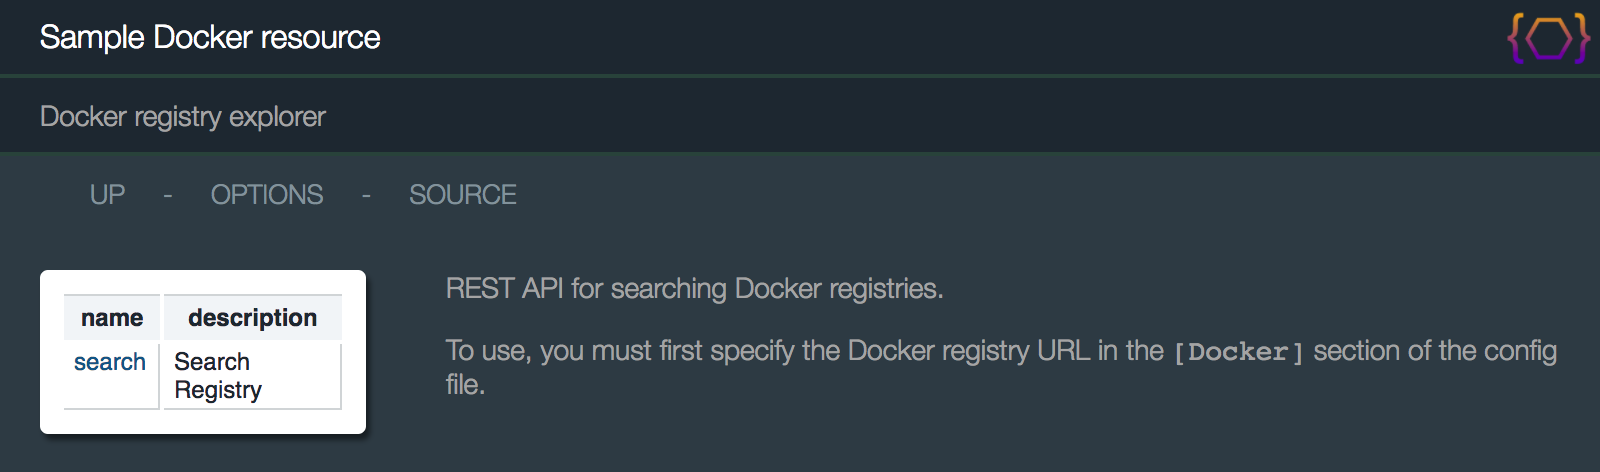 Sample Docker resource
Docker registry explorer
UP - OPTIONS - SOURCE
name description
search Search
Registry
REST API for searching Docker registries.
To use, you must first specify the Docker registry URL in the [Docker] section of the config
file.